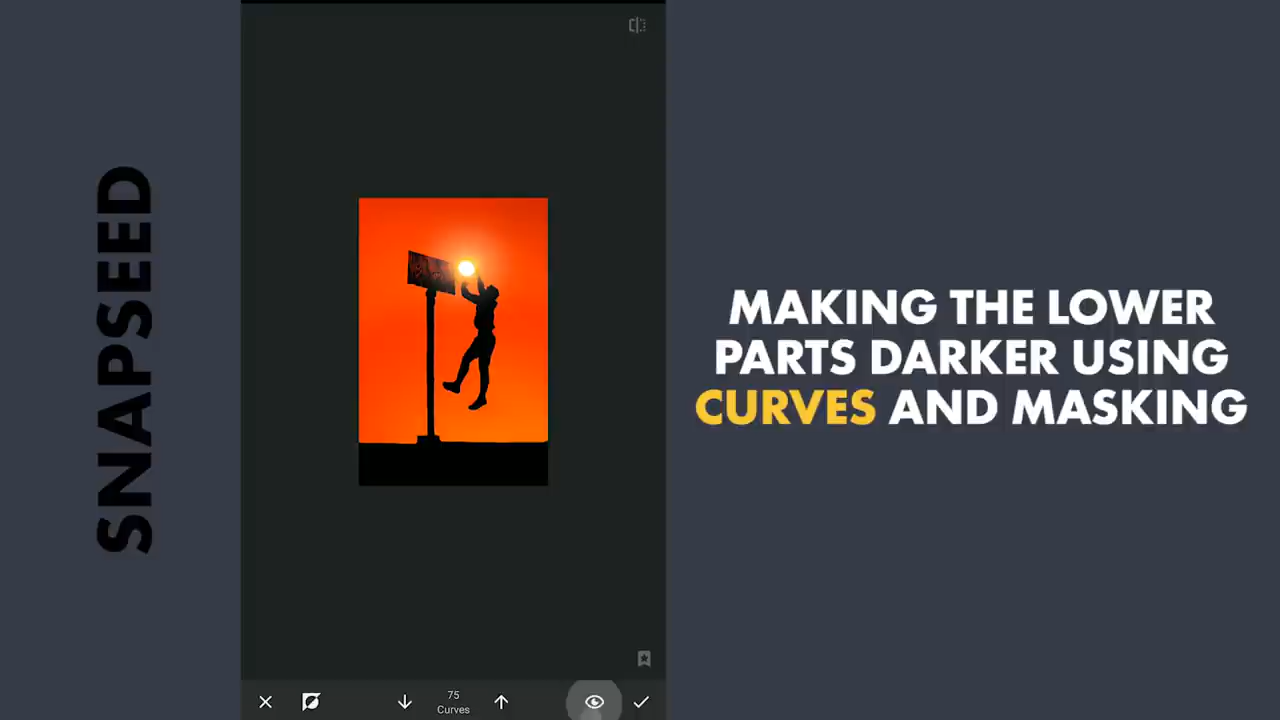 SNAPSEED
MAKING THE LOWER
PARTS DARKER USING
CURVES AND MASKING
75
Curves